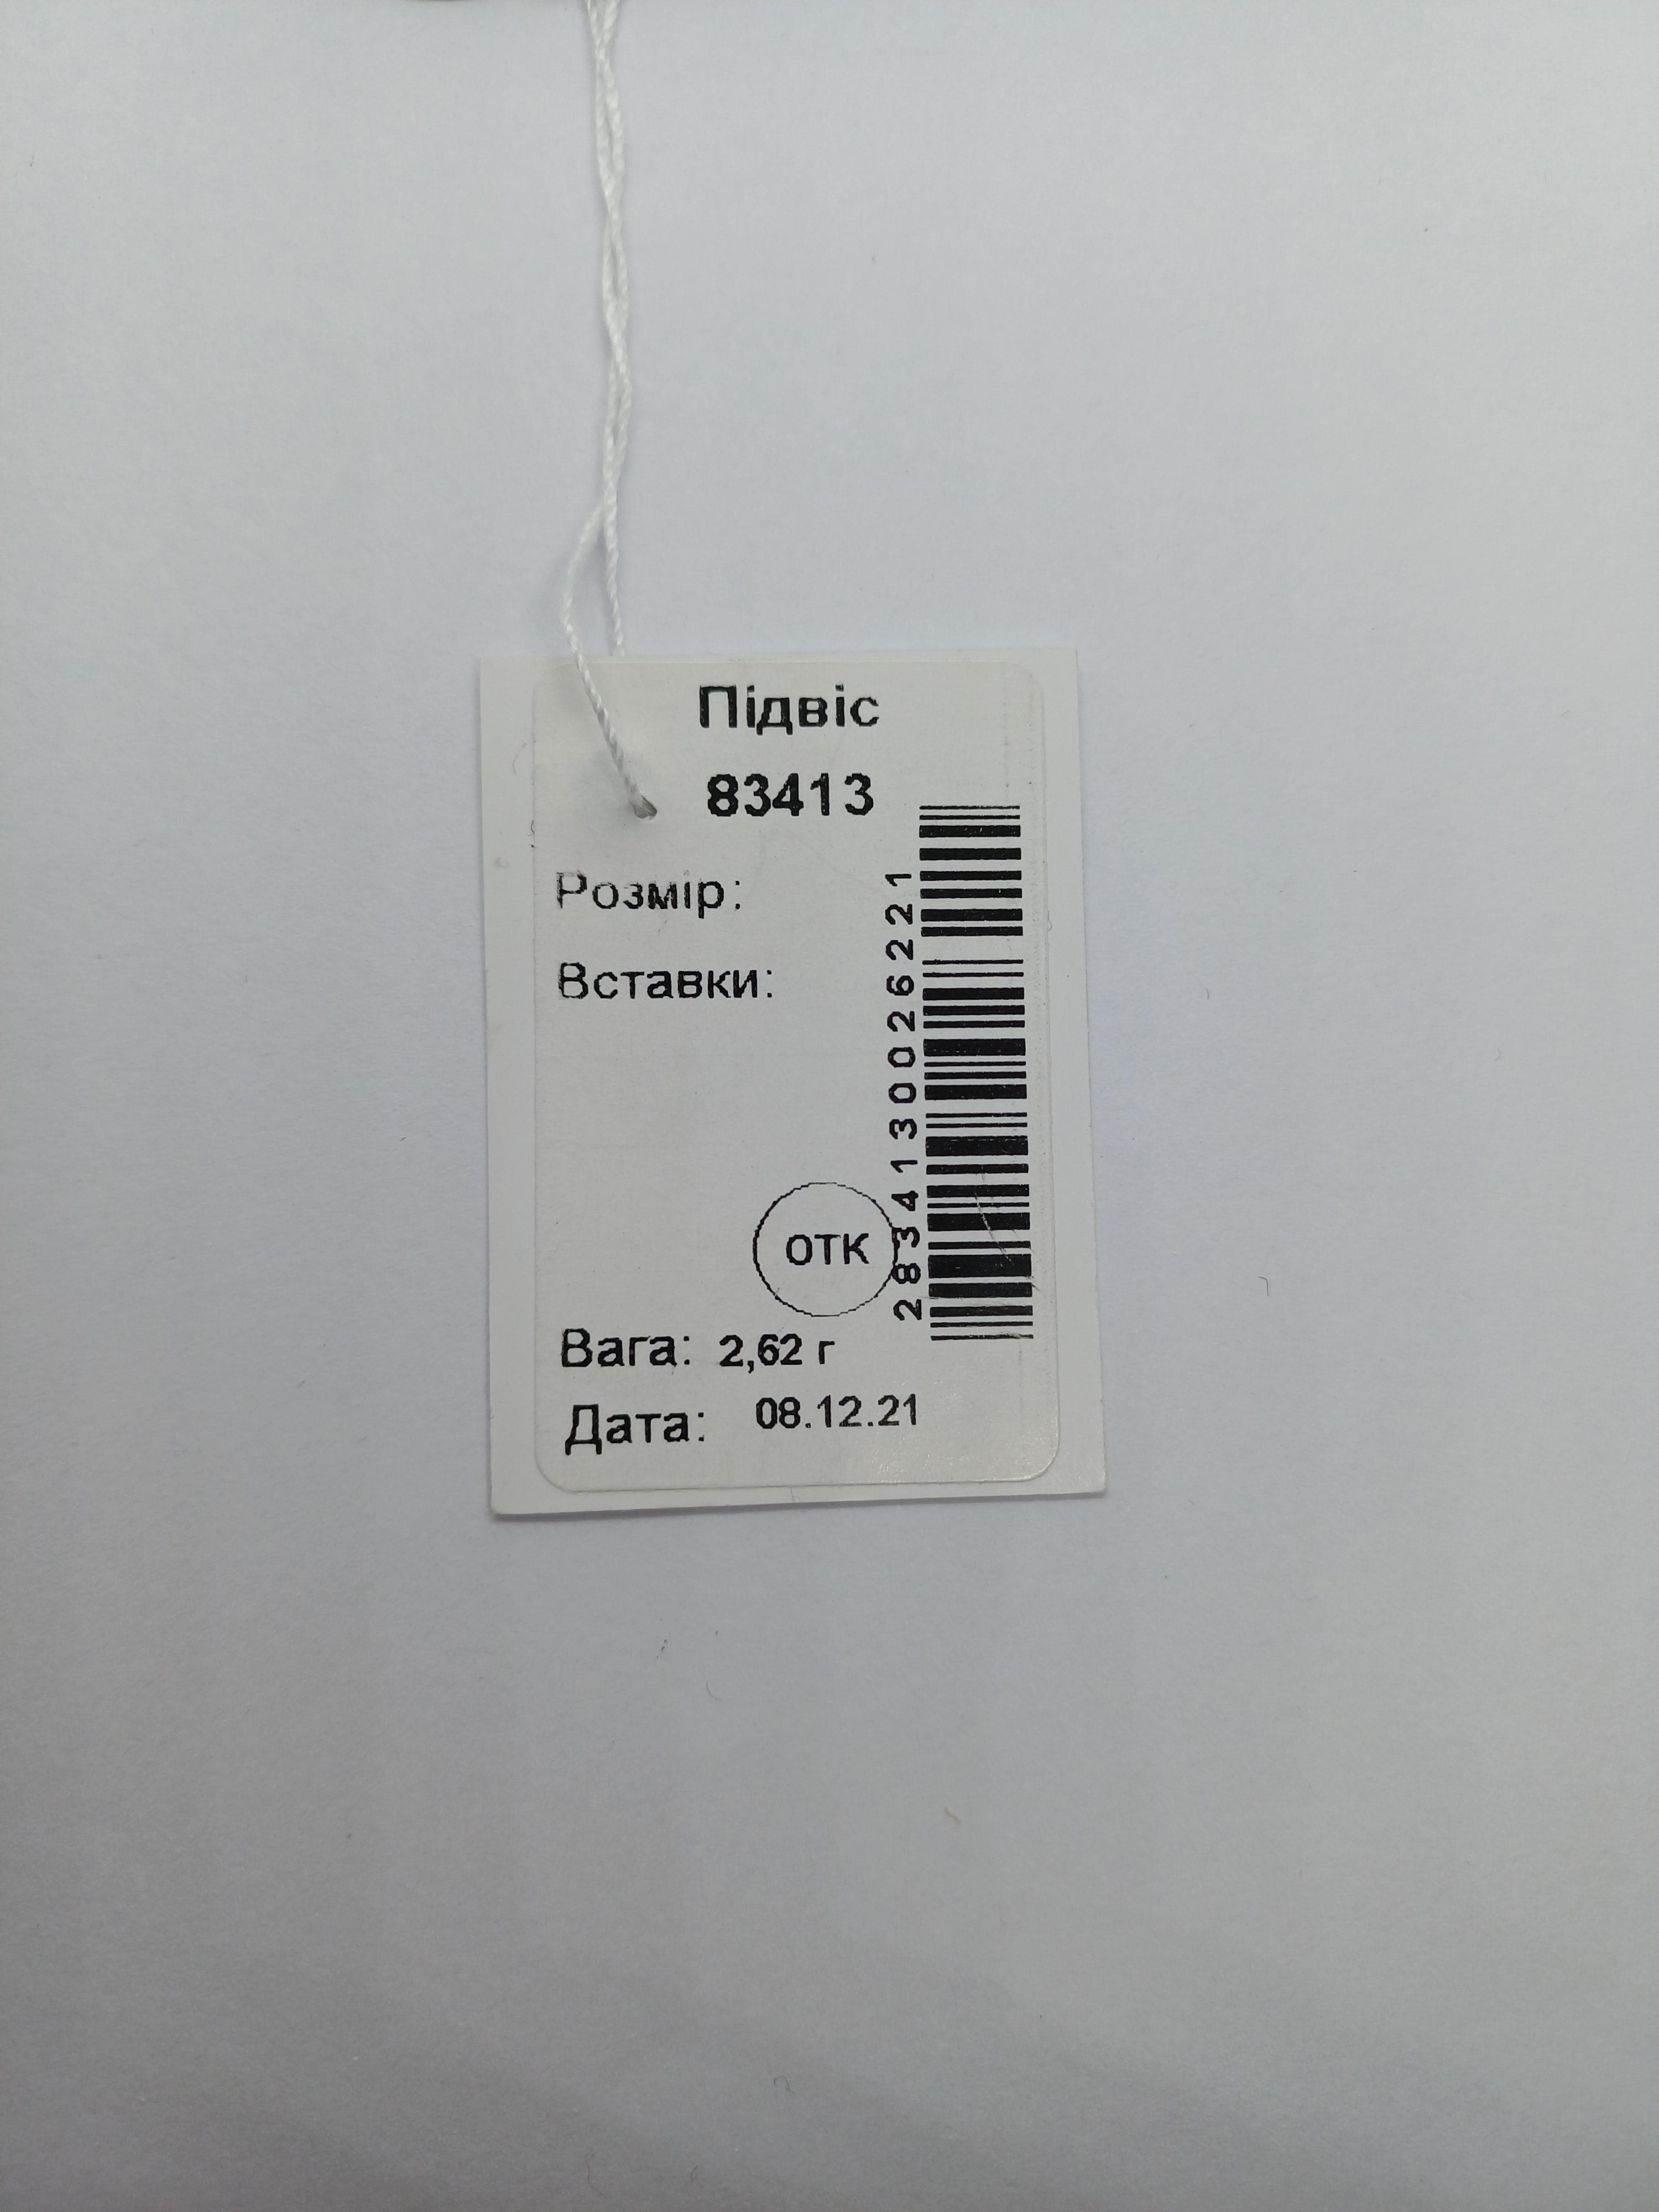 Підвіс
83413
Розмір:
Вставки:
2834130026221
ОТК
Вага: 2,62 г
Дата: 08.12.21